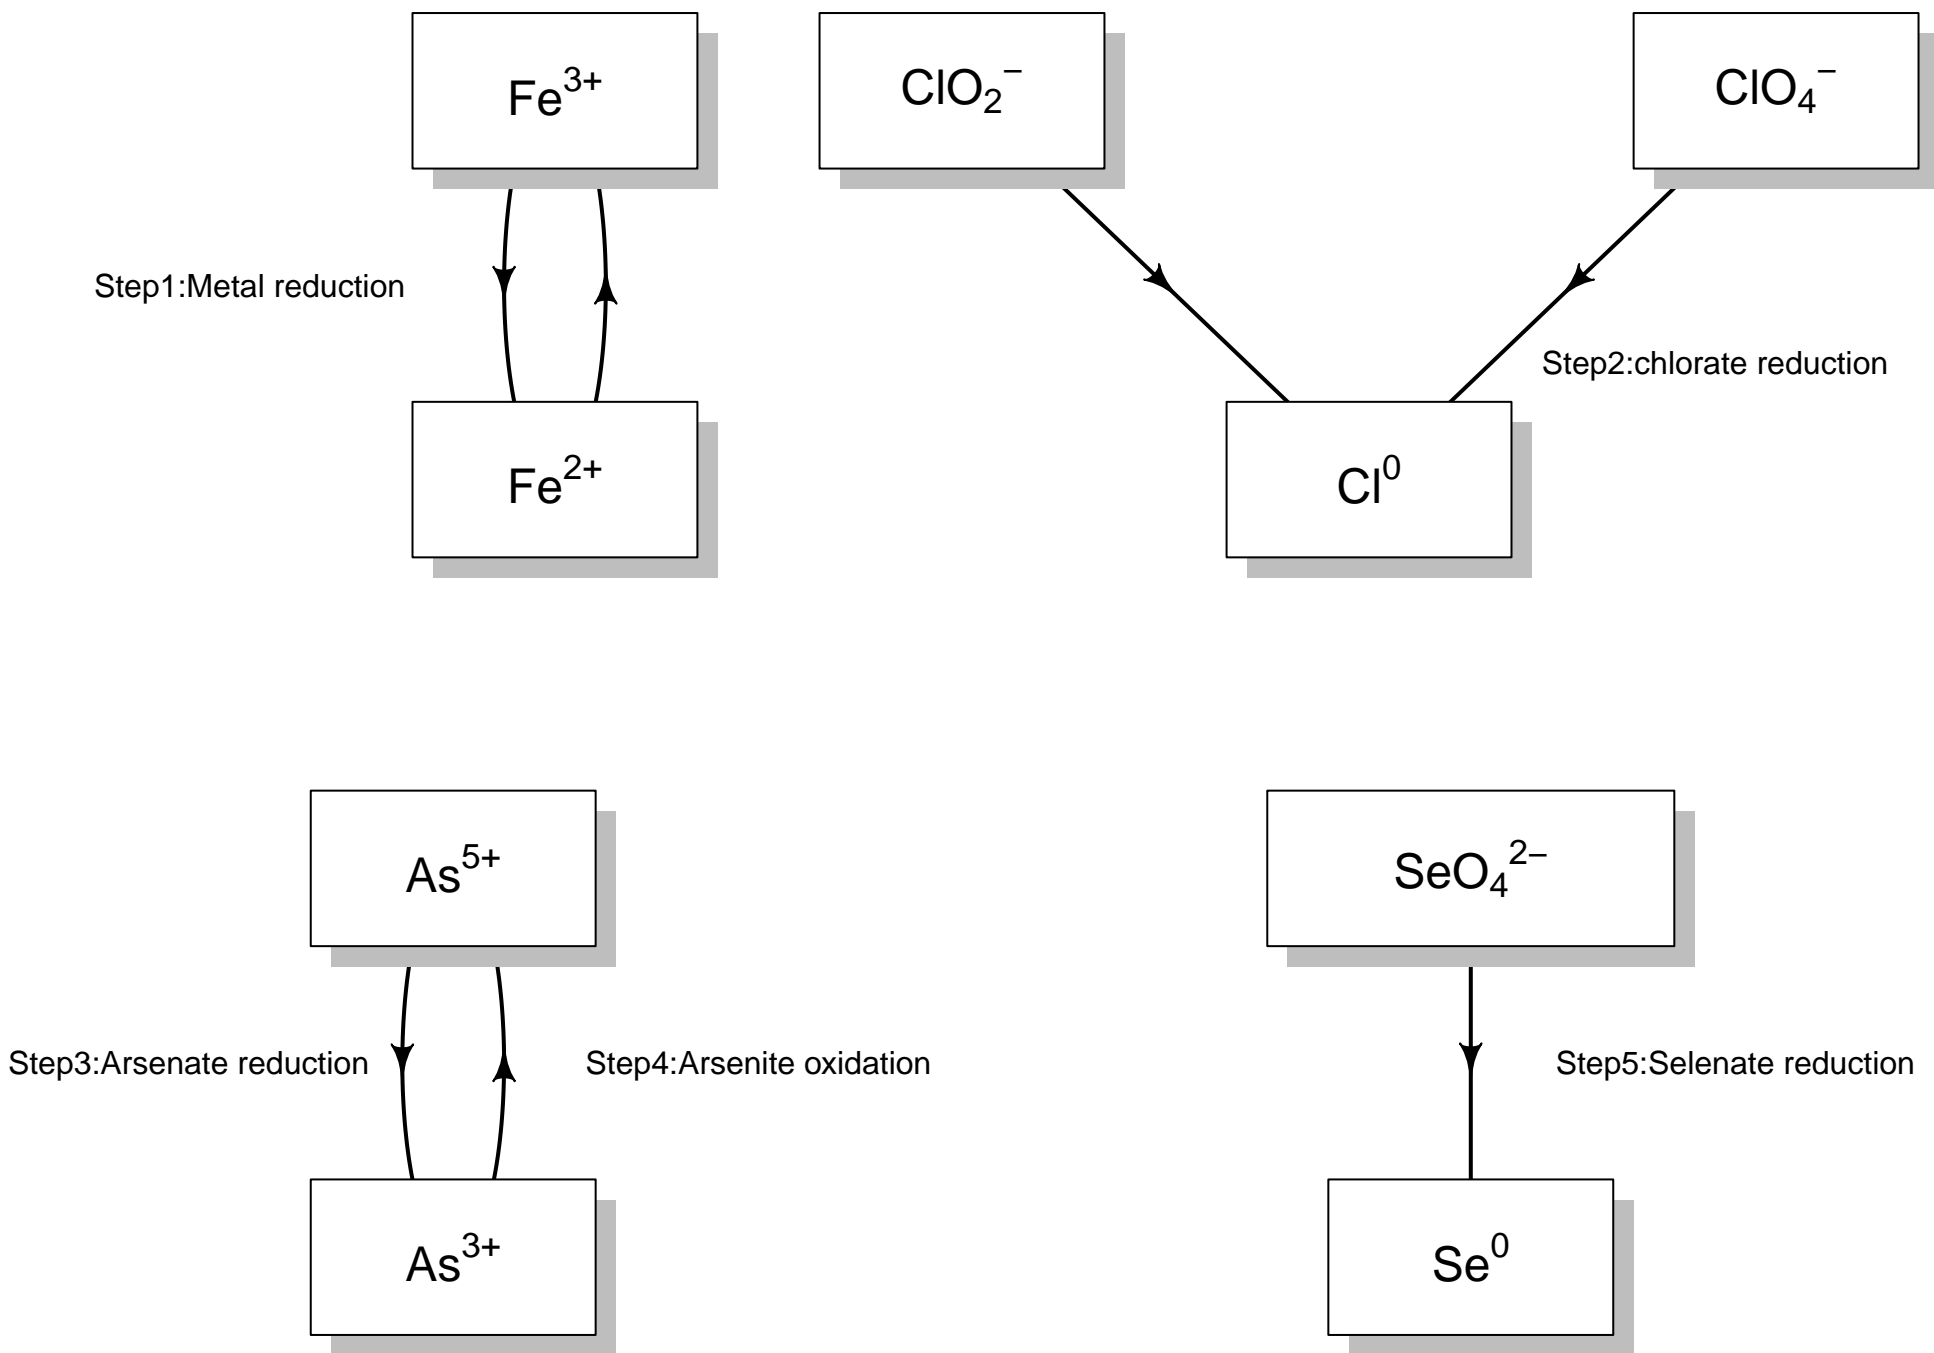 Fe³⁺
ClO₂⁻
ClO₄⁻
Step1:Metal reduction
Step2:chlorate reduction
Fe²⁺
Cl⁰
As⁵⁺
SeO₄²⁻
Step3:Arsenate reduction
Step4:Arsenite oxidation
Step5:Selenate reduction
As³⁺
Se⁰